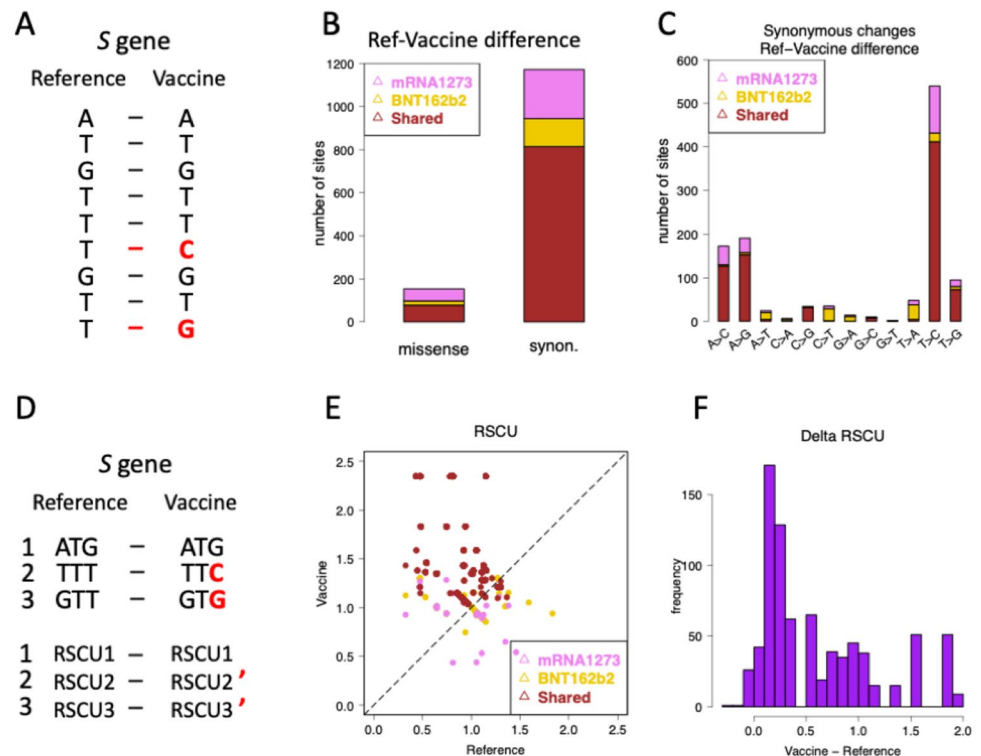 A
S gene
Reference Vaccine
A – A
T – T
G – G
T – T
T – T
T – C
G – G
T – T
T – G
B
Ref-Vaccine difference
number of sites
1200
1000
800
600
400
200
0
mRNA1273
BNT162b2
Shared
missense synon.
C
Synonymous changes
Ref–Vaccine difference
number of sites
600
500
400
300
200
100
0
mRNA1273
BNT162b2
Shared
A>C A>G A>T C>A C>G C>T G>A G>C G>T T>A T>C T>G
D
S gene
Reference Vaccine
1 ATG – ATG
2 TTT – TTC
3 GTT – GTG
1 RSCU1 – RSCU1
2 RSCU2 – RSCU2 ′
3 RSCU3 – RSCU3 ′
E
RSCU
Vaccine
2.5
2.0
1.5
1.0
0.5
0.0
mRNA1273
BNT162b2
Shared
0.0 0.5 1.0 1.5 2.0 2.5
Reference
F
Delta RSCU
frequency
150
100
50
0
0.0 0.5 1.0 1.5 2.0
Vaccine – Reference